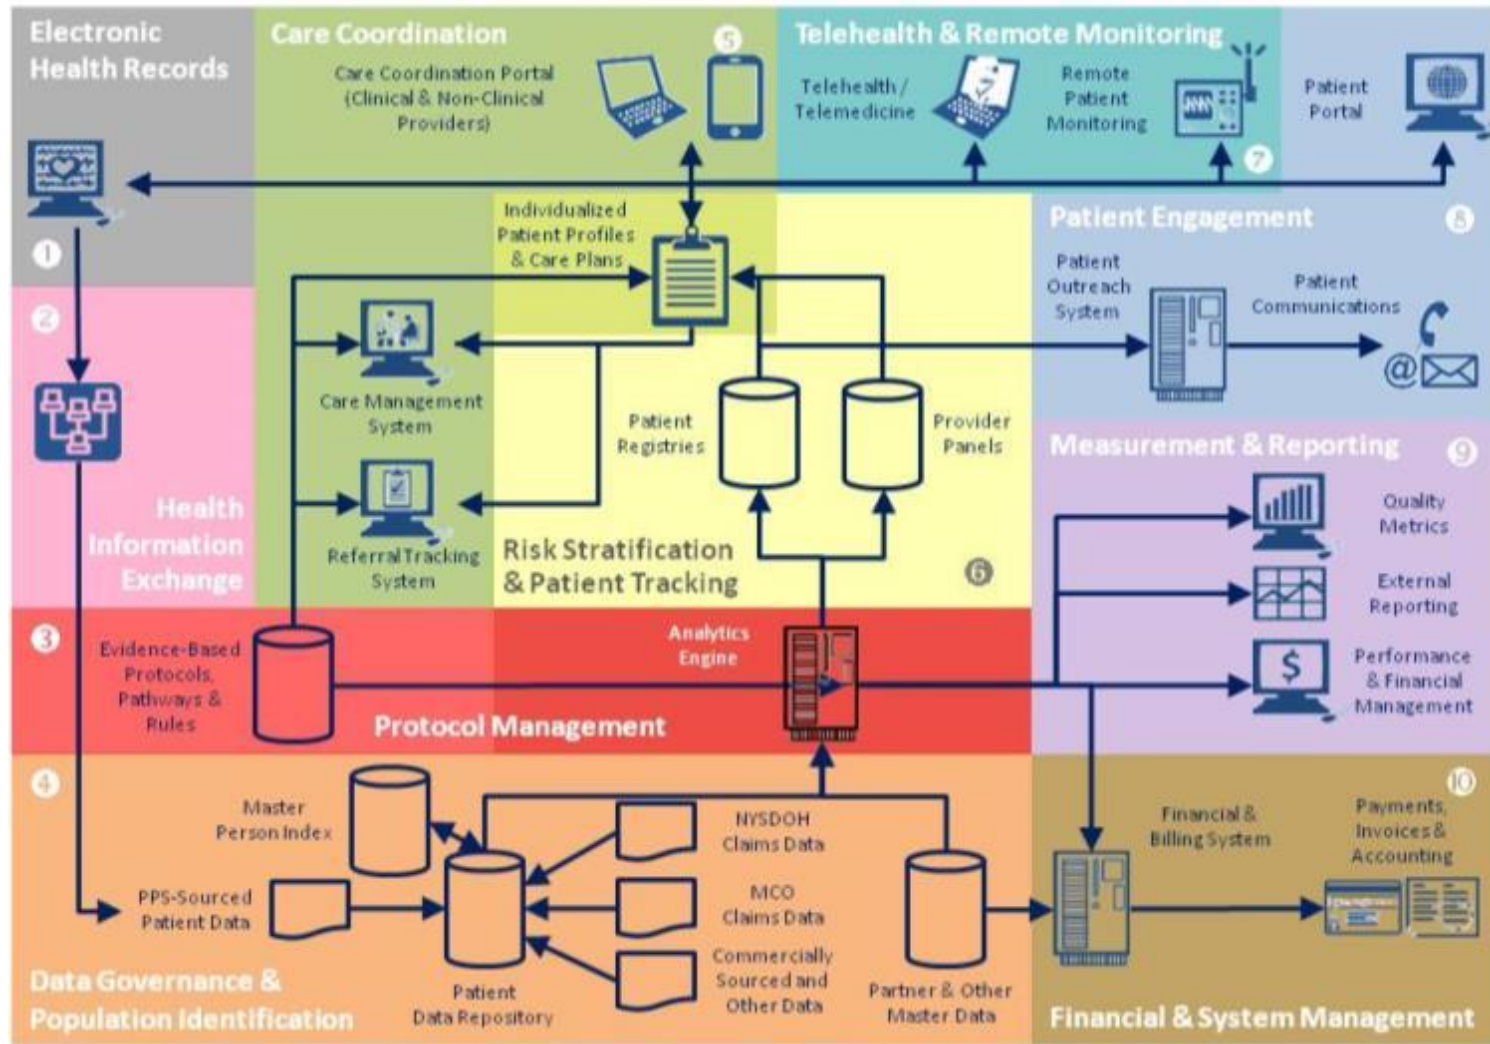 Electronic
Health Records
1
Care Coordination
5
Care Coordination Portal
(Clinical & Non-Clinical
Providers)
Telehealth & Remote Monitoring
Telehealth /
Telemedicine
Remote
Patient
Monitoring
7
Patient
Portal
Individualized
Patient Profiles
& Care Plans
Patient Engagement
8
Patient
Outreach
System
Patient
Communications
@
2
Health
Information
Exchange
Care Management
System
Referral Tracking
System
Patient
Registries
Provider
Panels
Risk Stratification
& Patient Tracking
6
Measurement & Reporting
9
Quality
Metrics
External
Reporting
$
Performance
& Financial
Management
3
Evidence-Based
Protocols,
Pathways &
Rules
Analytics
Engine
Protocol Management
4
Master
Person Index
NYSDOH
Claims Data
PPS-Sourced
Patient Data
MCO
Claims Data
Commercially
Sourced and
Other Data
Patient
Data Repository
Partner & Other
Master Data
Data Governance &
Population Identification
10
Financial &
Billing System
Payments,
Invoices &
Accounting
Financial & System Management